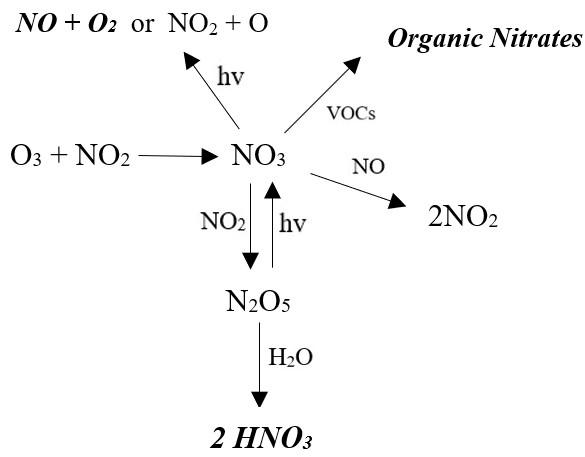 NO + O₂ or NO₂ + O
Organic Nitrates
hv
VOCs
O₃ + NO₂
NO₃
NO
NO₂
hv
2NO₂
N₂O₅
H₂O
2 HNO₃